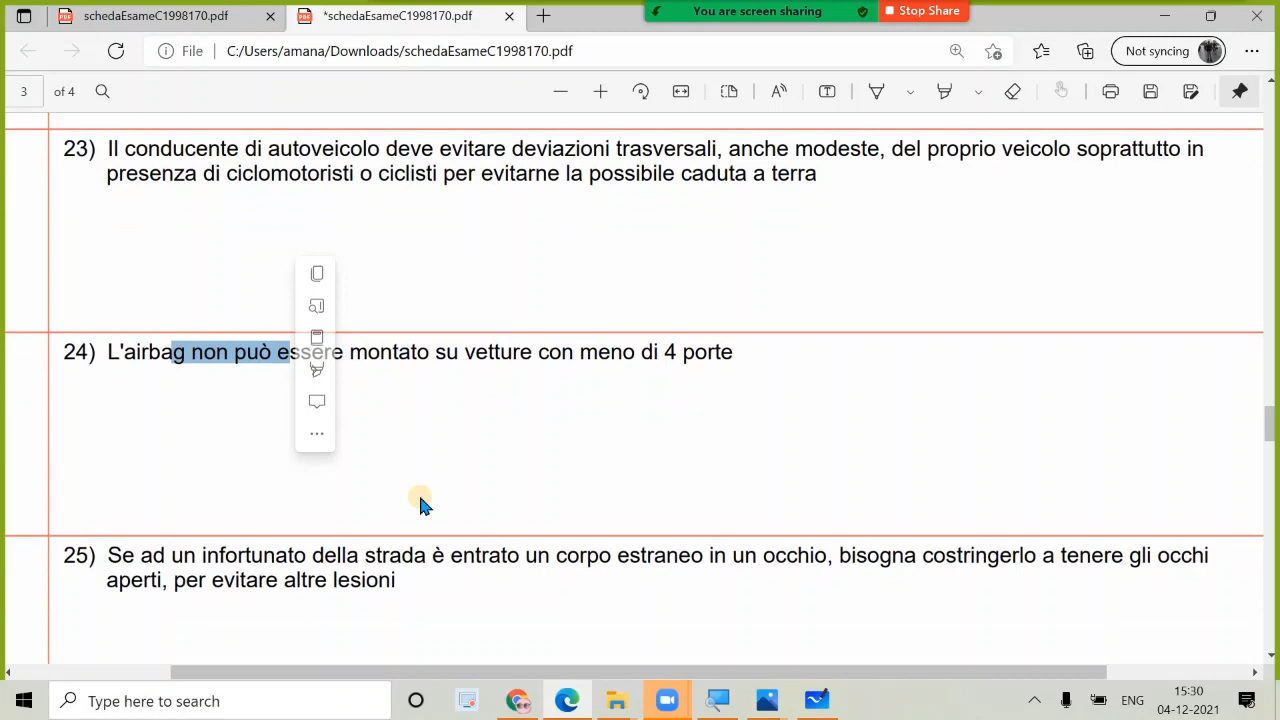 schedaEsameC1998170.pdf
*schedaEsameC1998170.pdf
You are screen sharing
Stop Share
File
C:/Users/amana/Downloads/schedaEsameC1998170.pdf
Not syncing
3
of 4
23) Il conducente di autoveicolo deve evitare deviazioni trasversali, anche modeste, del proprio veicolo soprattutto in
presenza di ciclomotoristi o ciclisti per evitarne la possibile caduta a terra
24) L'airbag non può essere montato su vetture con meno di 4 porte
25) Se ad un infortunato della strada è entrato un corpo estraneo in un occhio, bisogna costringerlo a tenere gli occhi
aperti, per evitare altre lesioni
Type here to search
ENG
15:30
04-12-2021